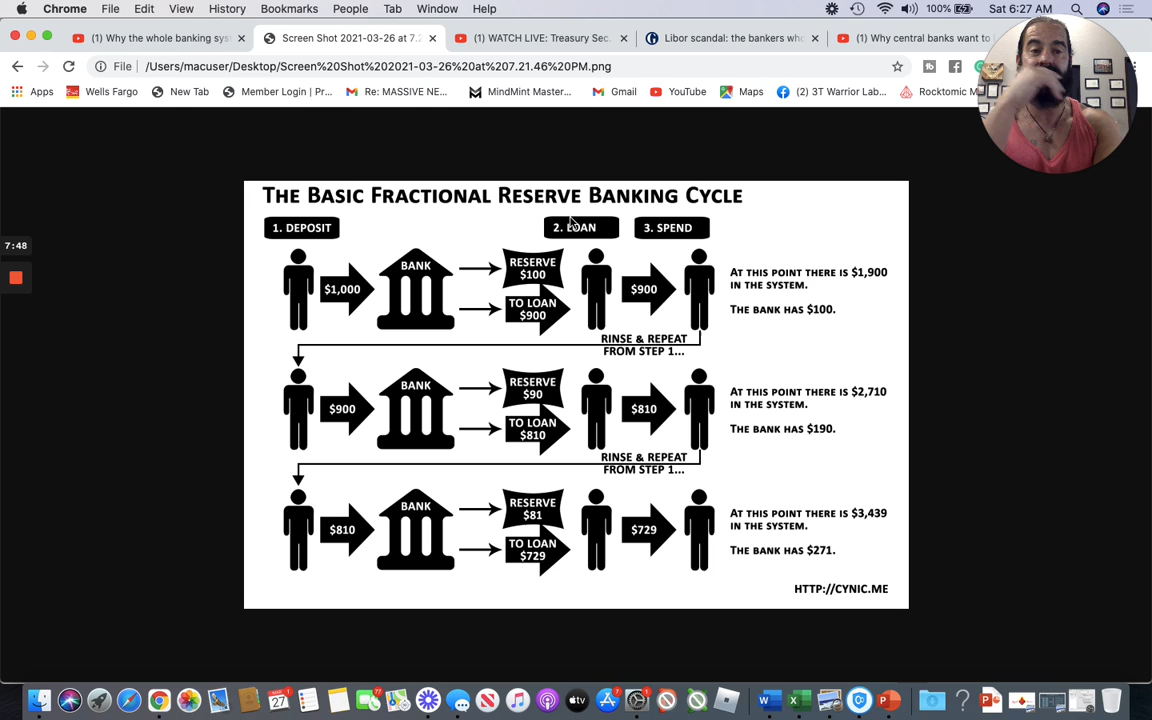 Chrome File Edit View History Bookmarks People Tab Window Help 100% Sat 6:27 AM
(1) Why the whole banking sys
Screen Shot 2021-03-26 at 7.2
(1) WATCH LIVE: Treasury Sec.
Libor scandal: the bankers who
(1) Why central banks want to
File /Users/macuser/Desktop/Screen%20Shot%202021-03-26%20at%207.21.46%20PM.png
Apps Wells Fargo New Tab Member Login | Pr... Re: MASSIVE NE... MindMint Master... Gmail YouTube Maps (2) 3T Warrior Lab... Rocktomic M
7:48
THE BASIC FRACTIONAL RESERVE BANKING CYCLE
1. DEPOSIT
2. LOAN
3. SPEND
$1,000
BANK
RESERVE
$100
TO LOAN
$900
$900
AT THIS POINT THERE IS $1,900
IN THE SYSTEM.
THE BANK HAS $100.
RINSE & REPEAT
FROM STEP 1...
$900
BANK
RESERVE
$90
TO LOAN
$810
$810
AT THIS POINT THERE IS $2,710
IN THE SYSTEM.
THE BANK HAS $190.
RINSE & REPEAT
FROM STEP 1...
$810
BANK
RESERVE
$81
TO LOAN
$729
$729
AT THIS POINT THERE IS $3,439
IN THE SYSTEM.
THE BANK HAS $271.
HTTP://CYNIC.ME